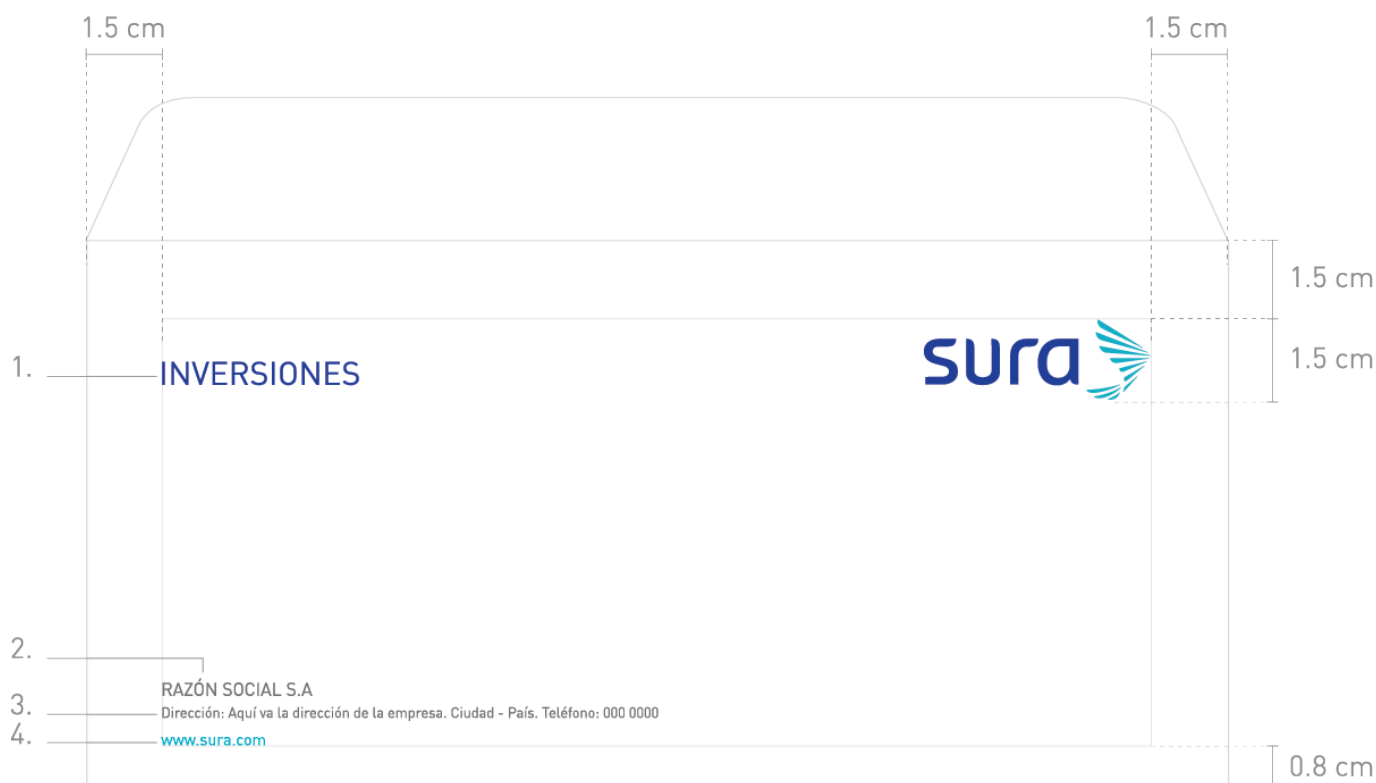 1.5 cm 1.5 cm
1.5 cm
1. INVERSIONES sura 1.5 cm
2.
RAZÓN SOCIAL S.A
3. Dirección: Aquí va la dirección de la empresa. Ciudad - País. Teléfono: 000 0000
4. www.sura.com
0.8 cm